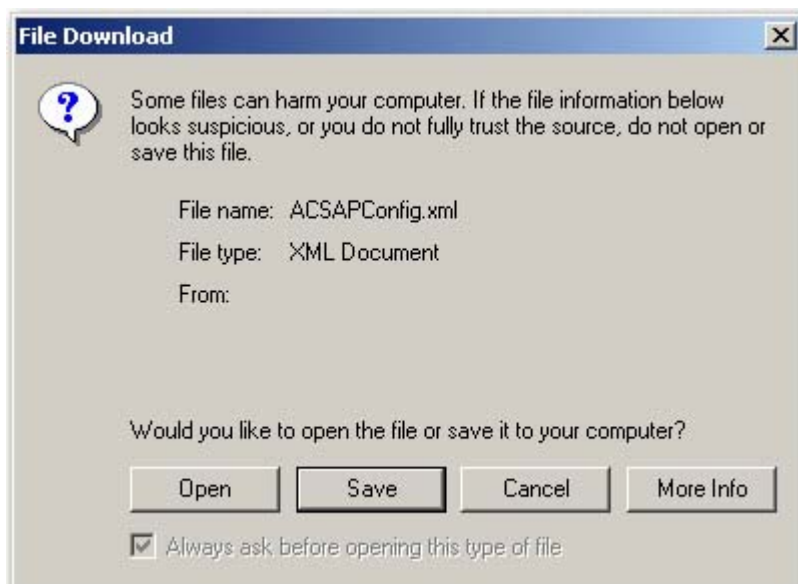 File Download
Some files can harm your computer. If the file information below
looks suspicious, or you do not fully trust the source, do not open or
save this file.
File name: ACSAPConfig.xml
File type: XML Document
From:
Would you like to open the file or save it to your computer?
Open Save Cancel More Info
Always ask before opening this type of file